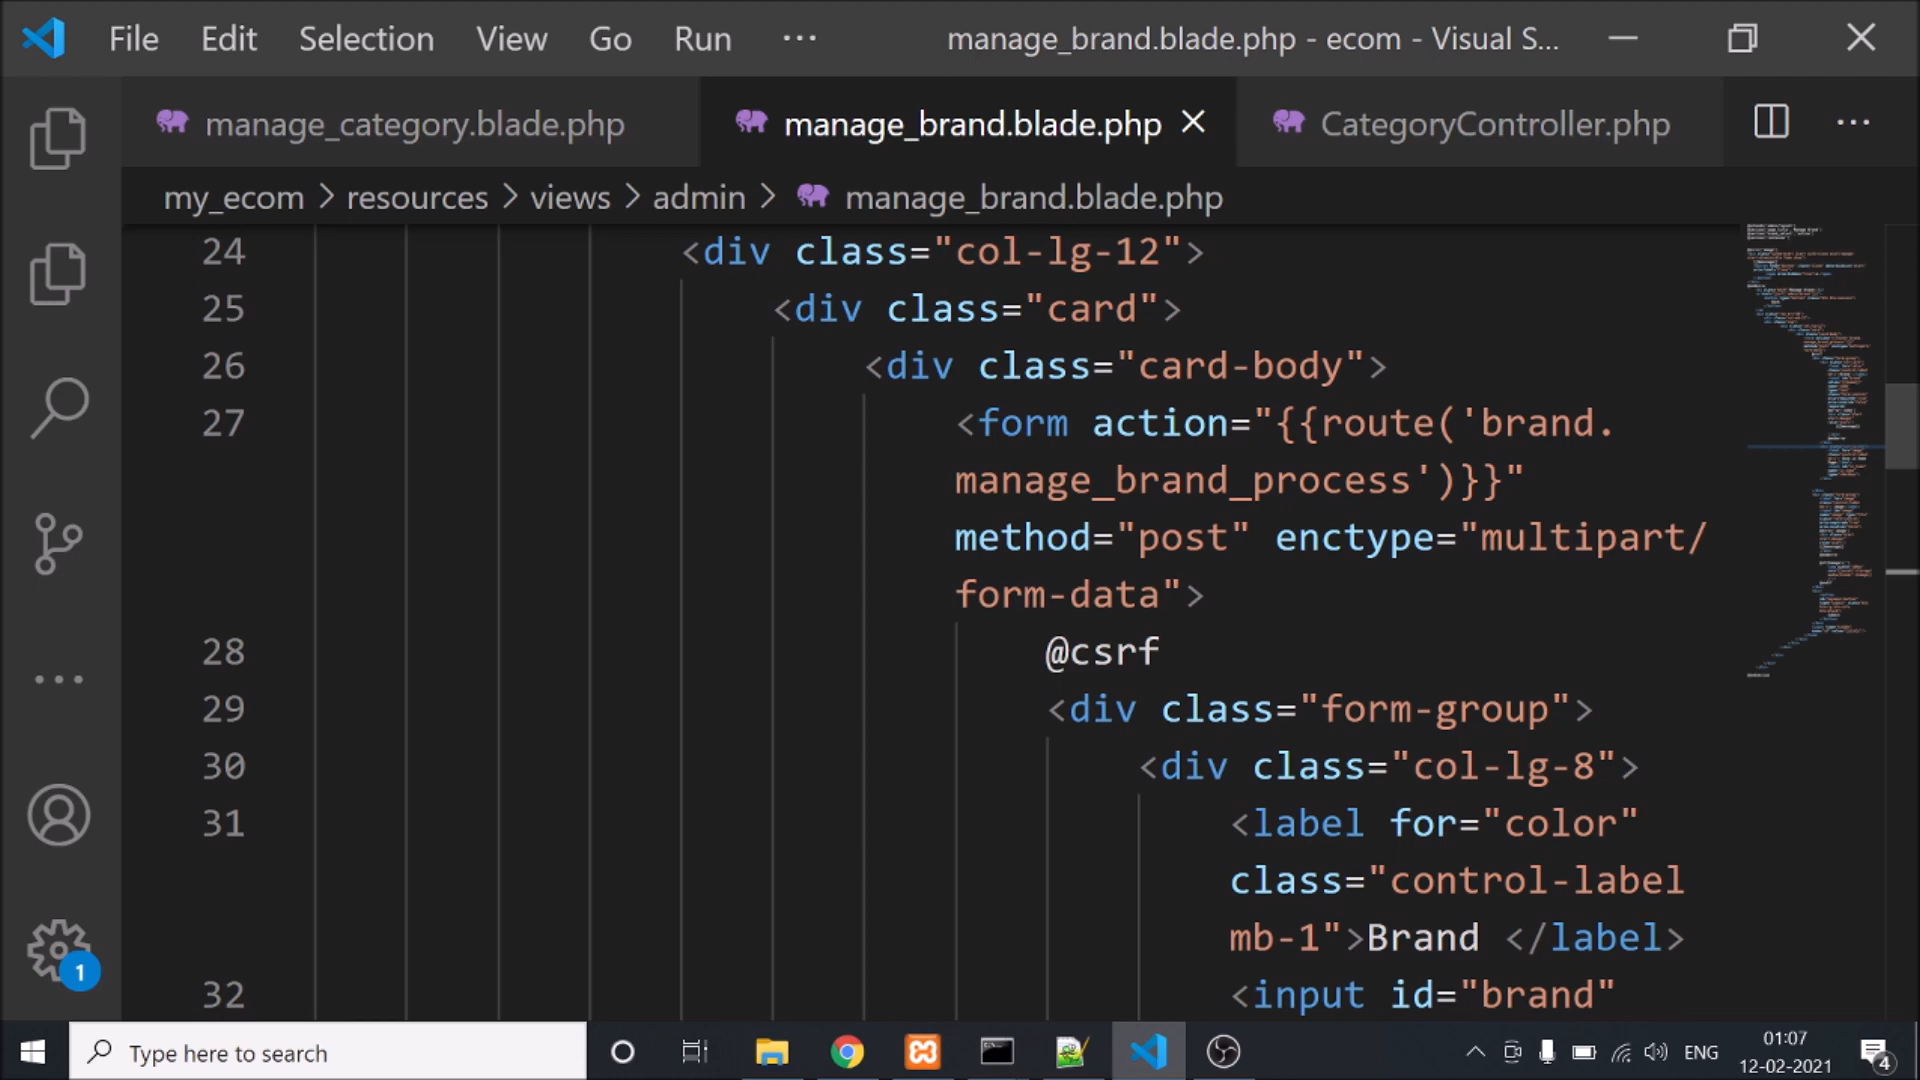 File Edit Selection View Go Run ··· manage_brand.blade.php - ecom - Visual S...
manage_category.blade.php manage_brand.blade.php CategoryController.php
my_ecom > resources > views > admin > manage_brand.blade.php
24 <div class="col-lg-12">
25 <div class="card">
26 <div class="card-body">
27 <form action="{{route('brand.
manage_brand_process')}}"
method="post" enctype="multipart/
form-data">
28 @csrf
29 <div class="form-group">
30 <div class="col-lg-8">
31 <label for="color"
class="control-label
mb-1">Brand </label>
32 <input id="brand"
1
Type here to search
ENG
01:07
12-02-2021
4